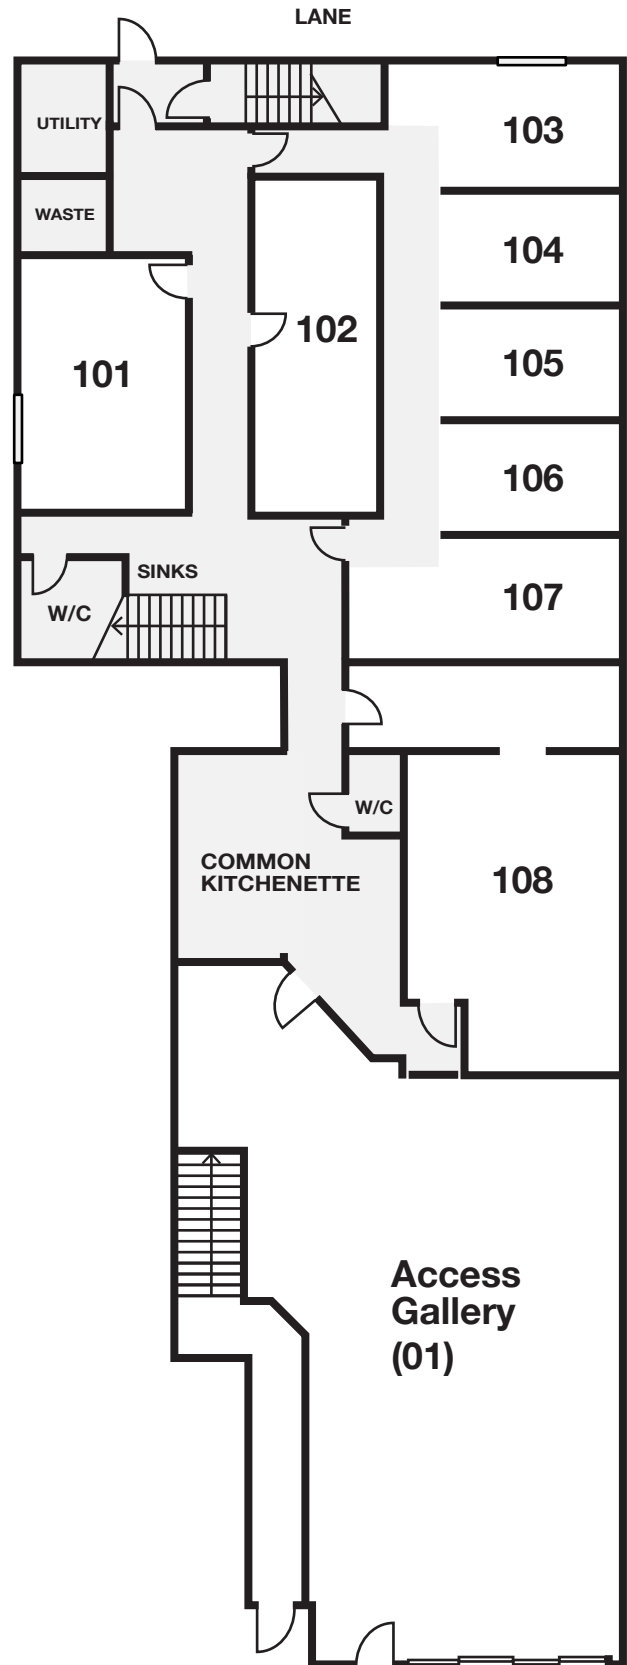 LANE
UTILITY
103
WASTE
104
102
105
101
106
SINKS
107
W/C
W/C
COMMON
KITCHENETTE
108
Access
Gallery
(01)